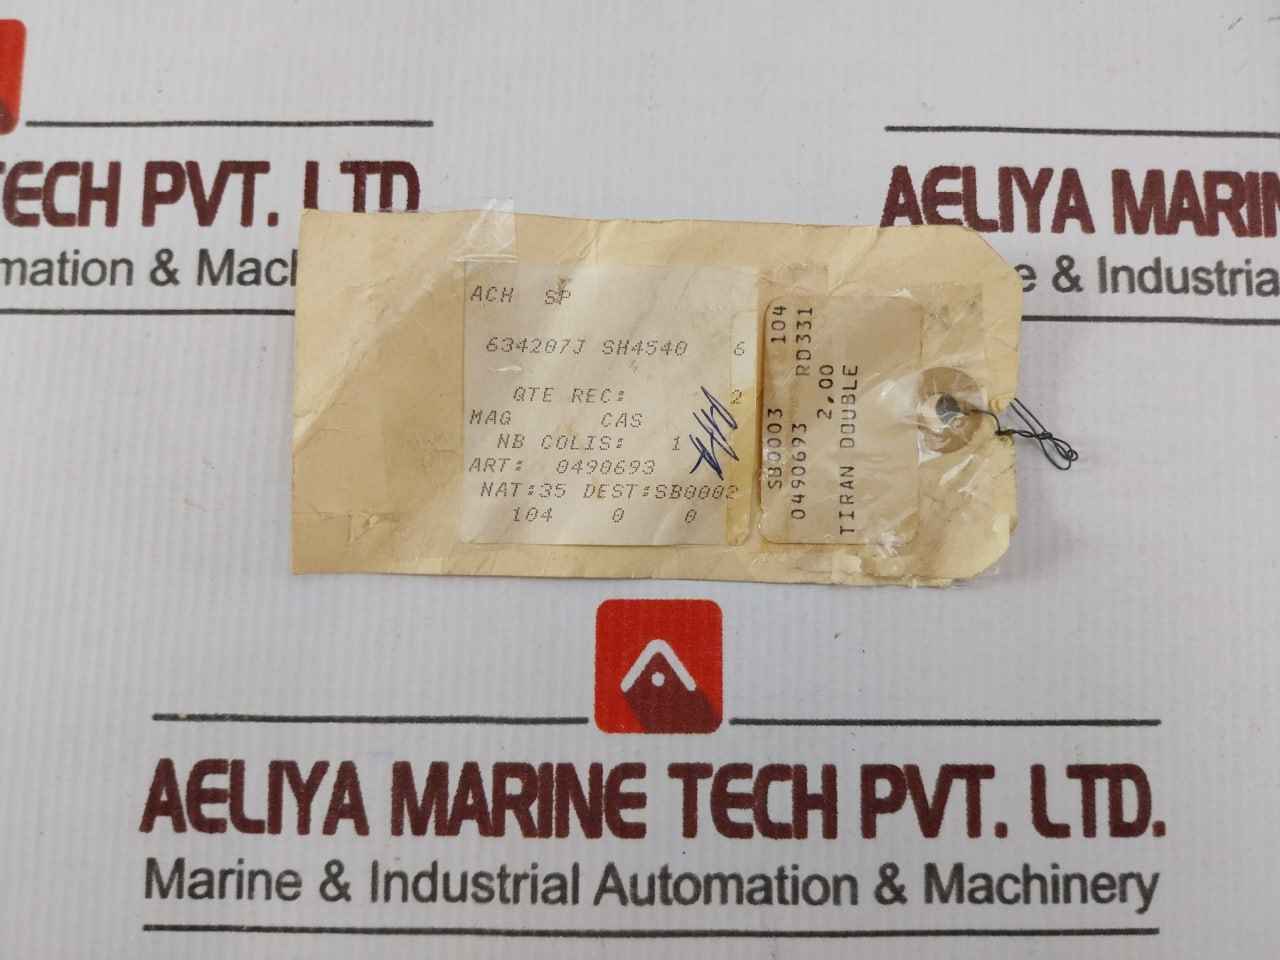 TECH PVT. LTD
AELIYA MARIN
mation & Mach
e & Industria
ACH SP
634207J SH4540 6
QTE REC: 2
MAG CAS
NB COLIS: 1
ART: 0490693
NAT:35 DEST:SB0002
104 0 0
SB0003 104
0490693 RD331
2,00
TIRAN DOUBLE
AELIYA MARINE TECH PVT. LTD.
Marine & Industrial Automation & Machinery